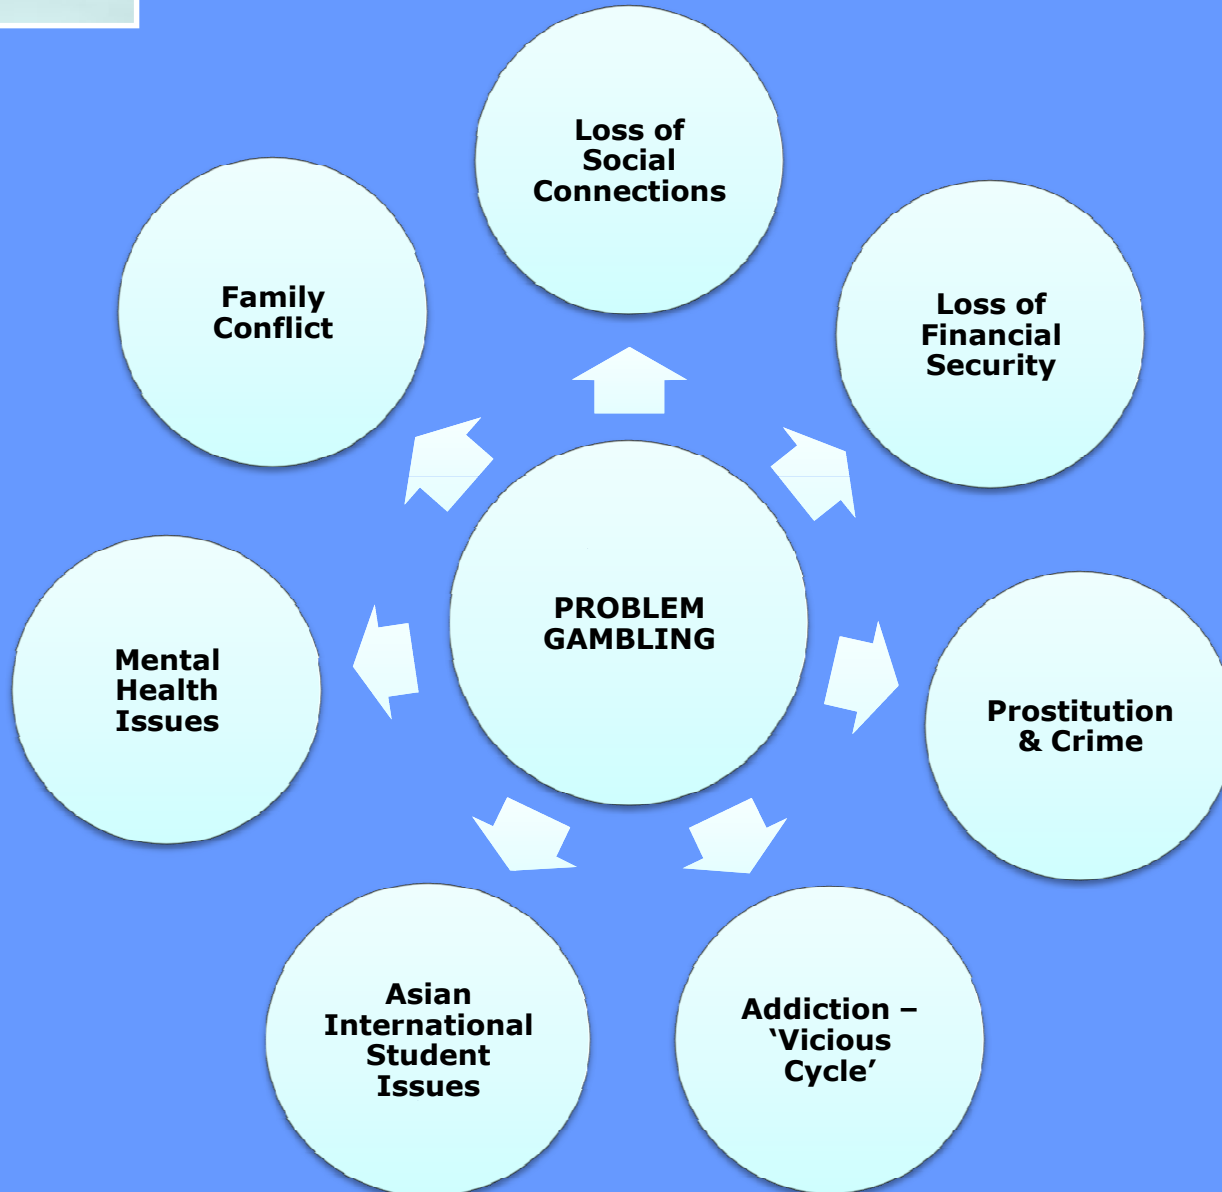 Loss of
Social
Connections
Family
Conflict
Loss of
Financial
Security
PROBLEM
GAMBLING
Mental
Health
Issues
Prostitution
& Crime
Asian
International
Student
Issues
Addiction –
‘Vicious
Cycle’